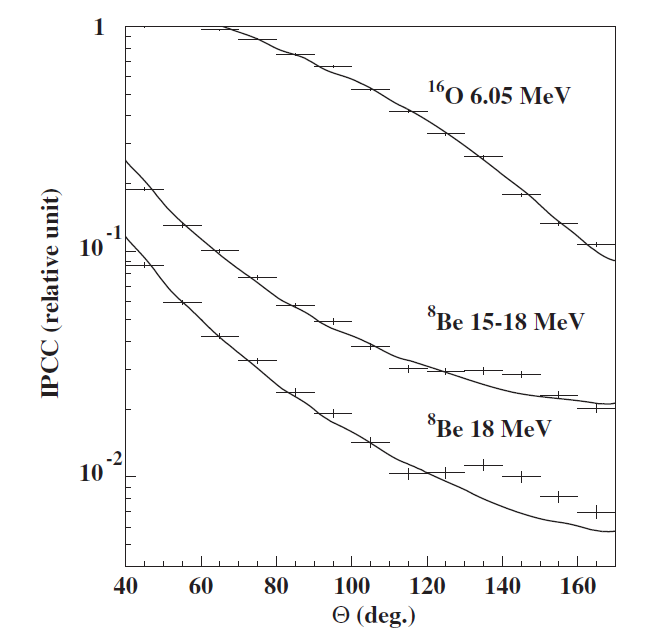 1
¹⁶O 6.05 MeV
10⁻¹
IPCC (relative unit)
⁸Be 15-18 MeV
⁸Be 18 MeV
10⁻²
40 60 80 100 120 140 160
Θ (deg.)